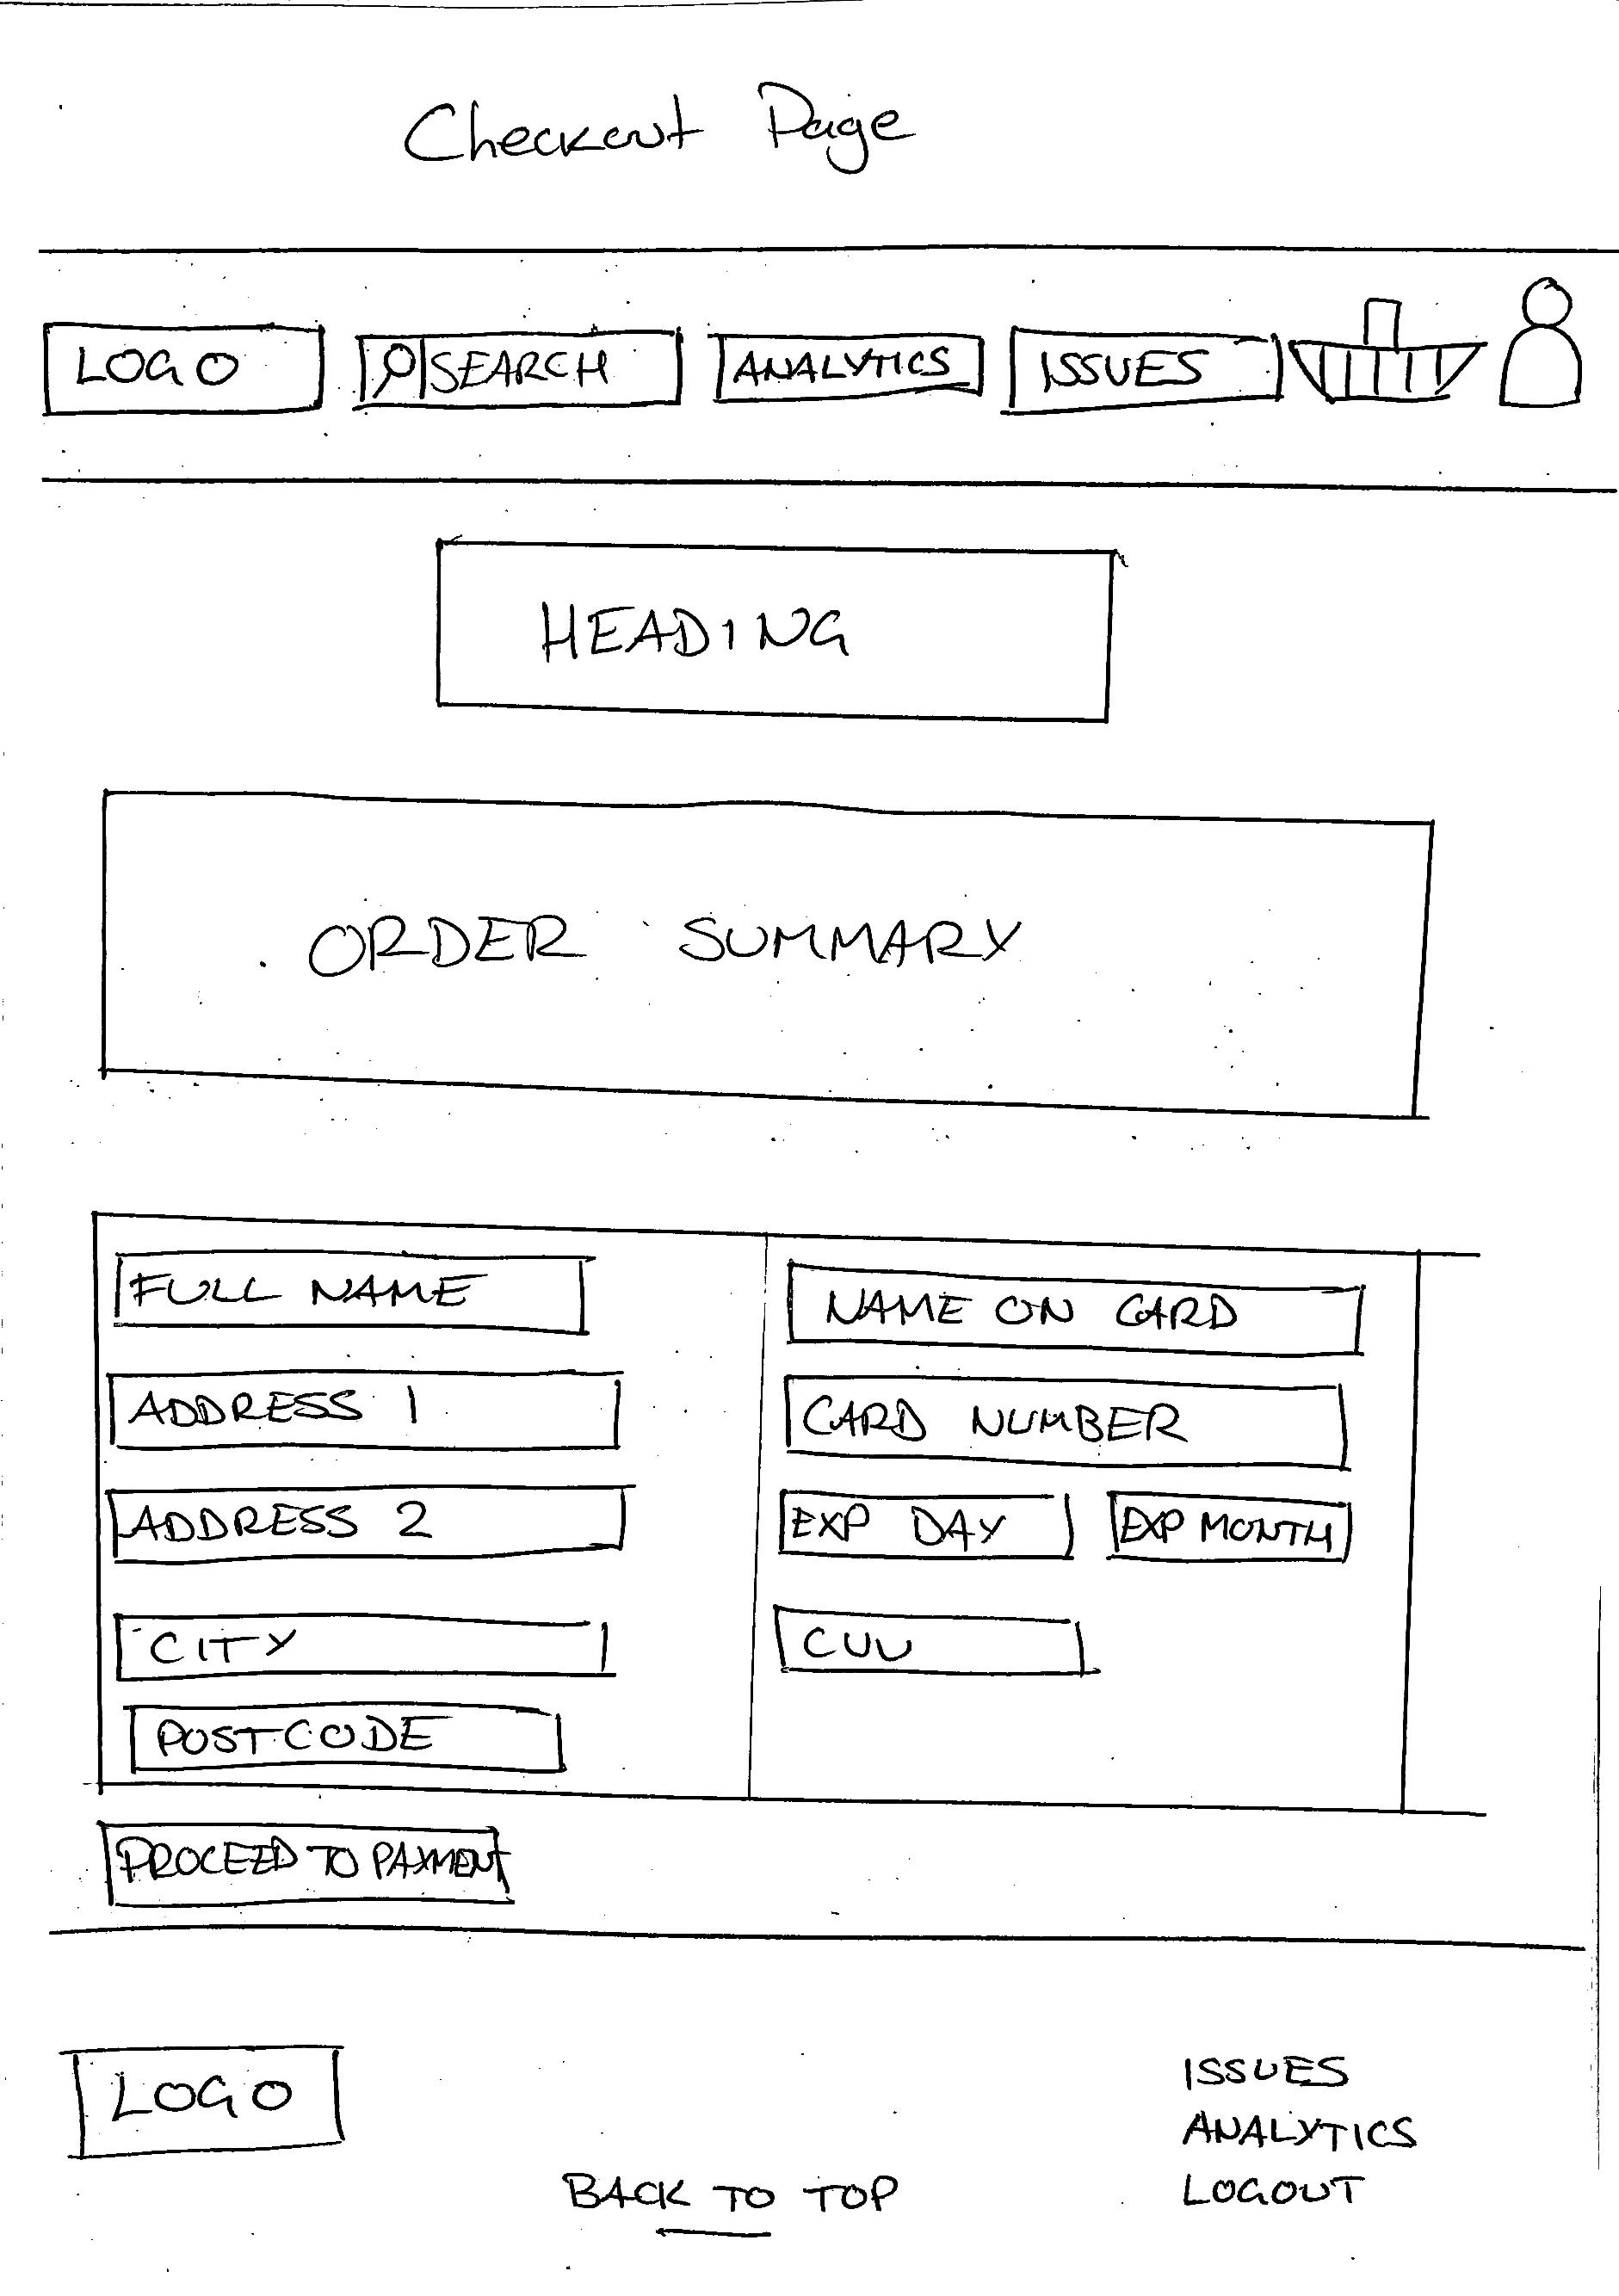 Checkout Page
LOGO SEARCH ANALYTICS ISSUES
HEADING
ORDER SUMMARY
FULL NAME
ADDRESS 1
ADDRESS 2
CITY
POSTCODE
NAME ON CARD
CARD NUMBER
EXP DAY EXP MONTH
CVV
PROCEED TO PAYMENT
LOGO
BACK TO TOP
ISSUES
ANALYTICS
LOGOUT